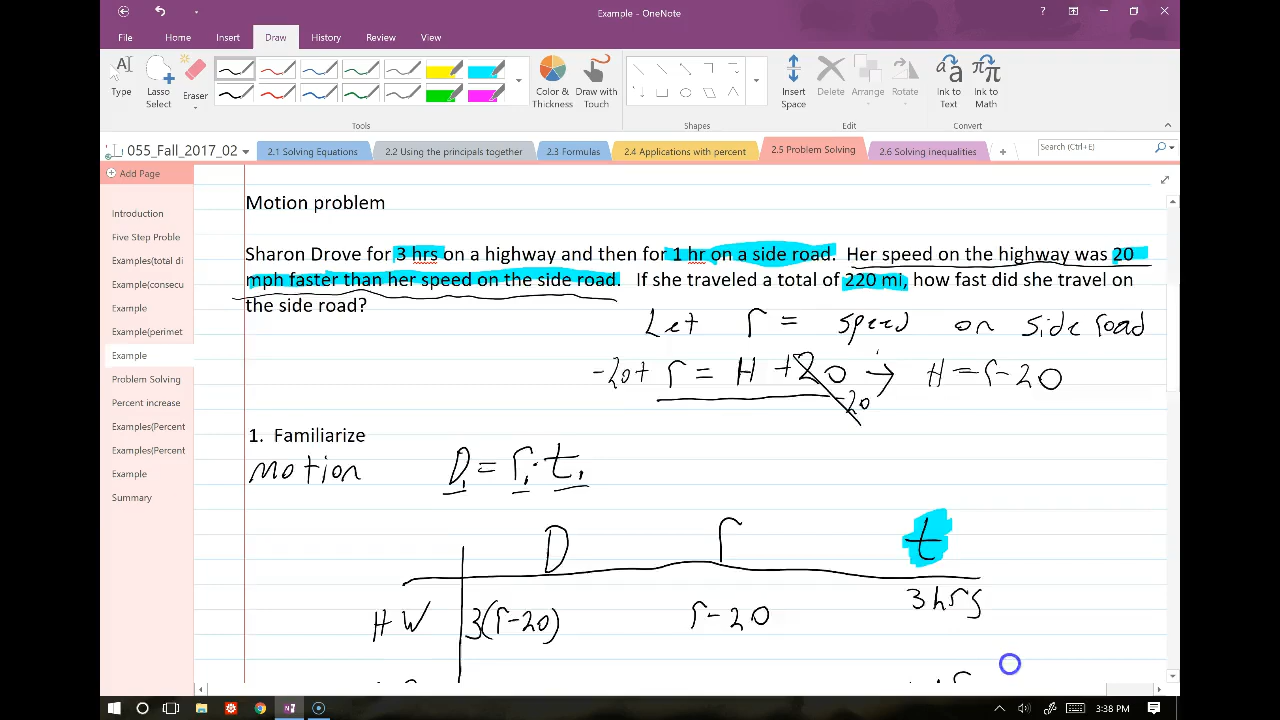 Example - OneNote
File Home Insert Draw History Review View
Type Lasso Select Eraser Color & Thickness Draw with Touch Insert Space Delete Arrange Rotate Ink to Text Ink to Math
Tools Shapes Edit Convert
055_Fall_2017_02 2.1 Solving Equations 2.2 Using the principals together 2.3 Formulas 2.4 Applications with percent 2.5 Problem Solving 2.6 Solving inequalities + Search (Ctrl+E)
Add Page
Introduction
Five Step Proble
Examples(total di
Examples(consecu
Example
Examples(perimet
Example
Problem Solving
Percent increase
Examples(Percent
Examples(Percent
Example
Summary
Motion problem
Sharon Drove for 3 hrs on a highway and then for 1 hr on a side road. Her speed on the highway was 20
mph faster than her speed on the side road. If she traveled a total of 220 mi, how fast did she travel on
the side road?
Let r = speed on side road
-20+ r = H +20 → H = r-20
-20
1. Familiarize
motion D₁ = r₁ · t₁
D r t
HW 3(r-20) r-20 3 hrs
3:38 PM